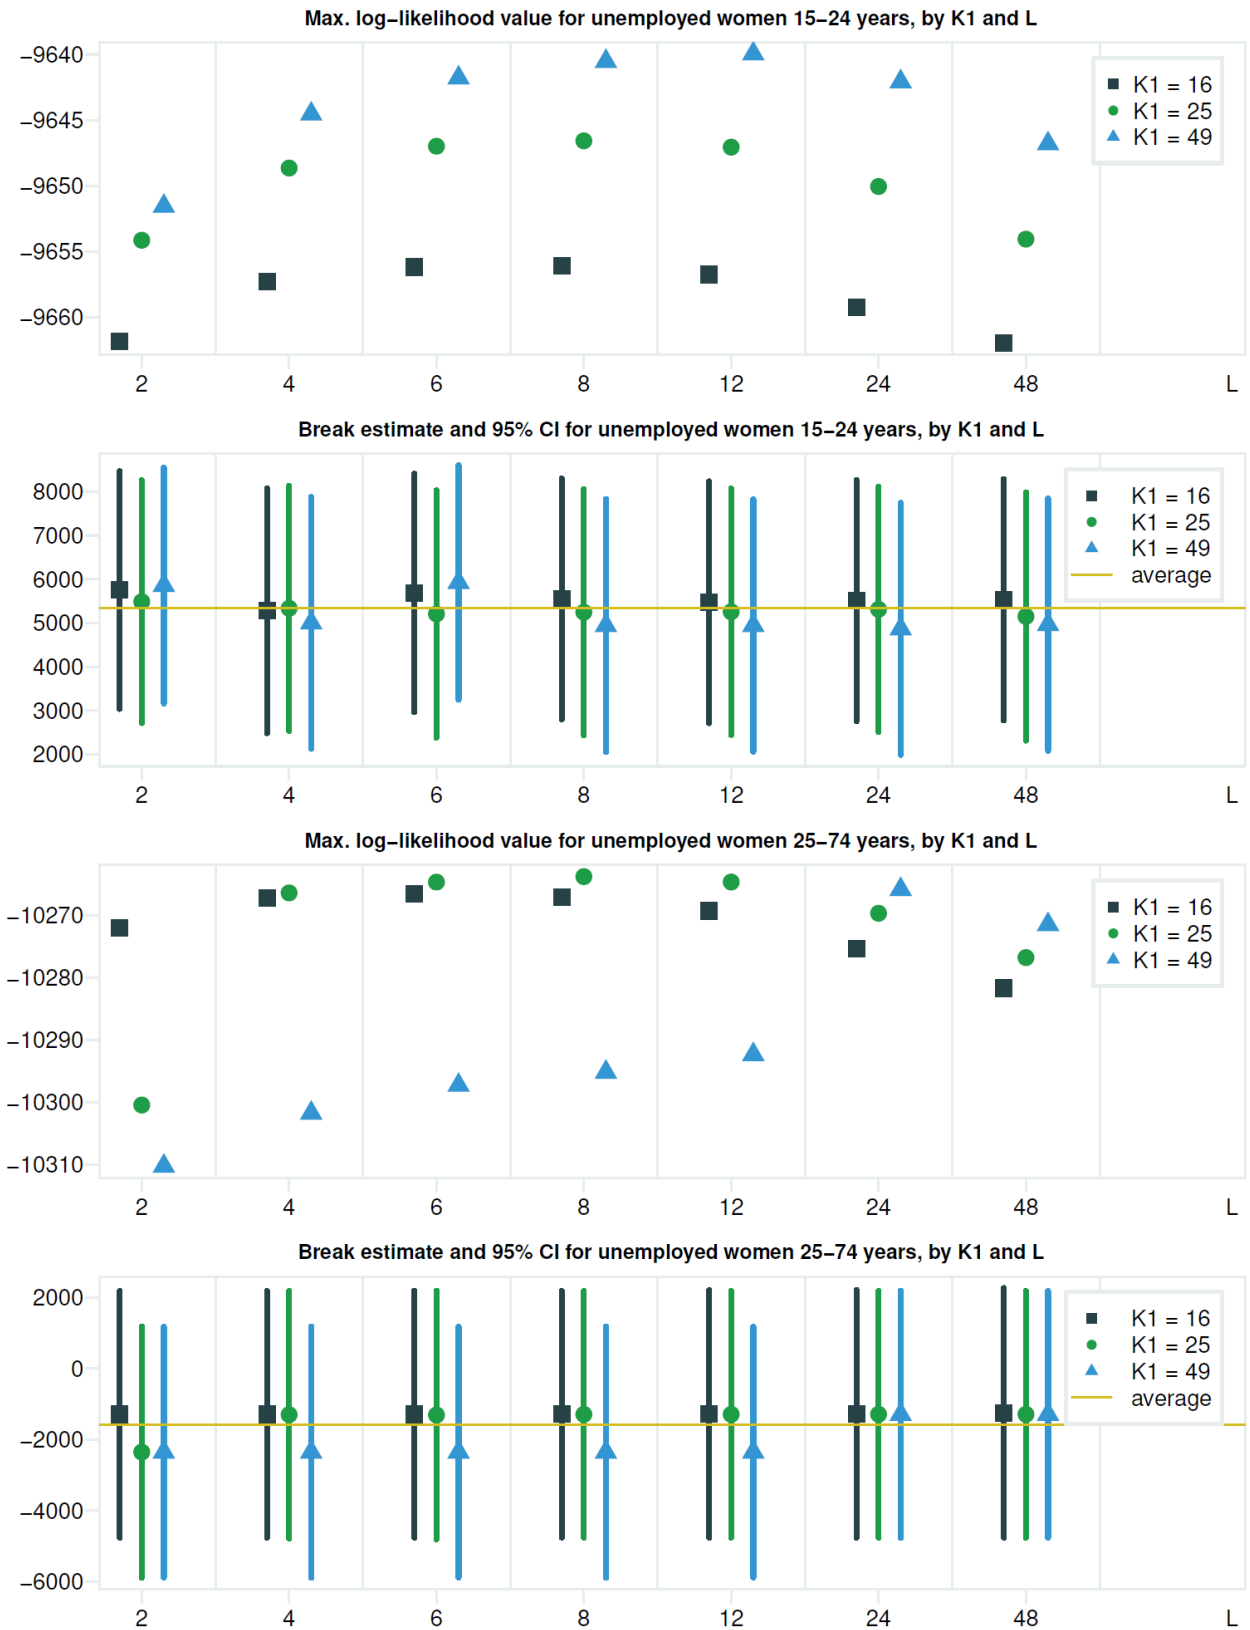 Max. log−likelihood value for unemployed women 15−24 years, by K1 and L
−9640
−9645
−9650
−9655
−9660
K1 = 16
K1 = 25
K1 = 49
2 4 6 8 12 24 48 L
Break estimate and 95% CI for unemployed women 15−24 years, by K1 and L
8000
7000
6000
5000
4000
3000
2000
K1 = 16
K1 = 25
K1 = 49
average
2 4 6 8 12 24 48 L
Max. log−likelihood value for unemployed women 25−74 years, by K1 and L
−10270
−10280
−10290
−10300
−10310
K1 = 16
K1 = 25
K1 = 49
2 4 6 8 12 24 48 L
Break estimate and 95% CI for unemployed women 25−74 years, by K1 and L
2000
0
−2000
−4000
−6000
K1 = 16
K1 = 25
K1 = 49
average
2 4 6 8 12 24 48 L